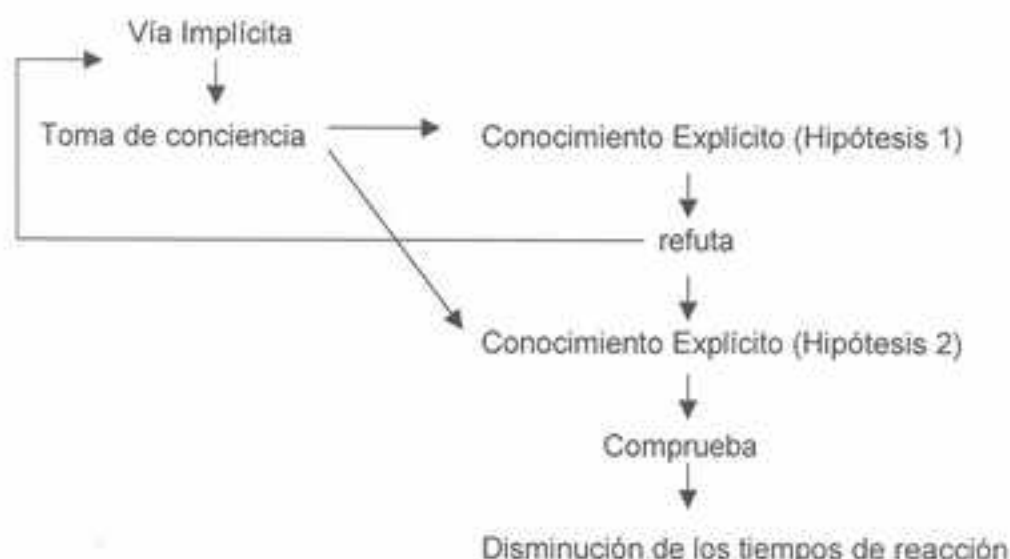 Vía Implícita
Toma de conciencia
Conocimiento Explícito (Hipótesis 1)
refuta
Conocimiento Explícito (Hipótesis 2)
Comprueba
Disminución de los tiempos de reacción